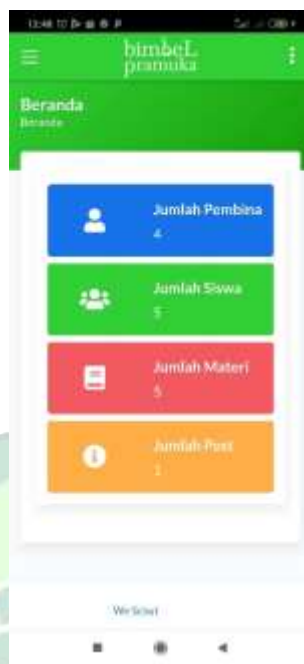 bimbeL
pramuka
Beranda
Beranda
Jumlah Pembina
4
Jumlah Siswa
5
Jumlah Materi
5
Jumlah Post
1
We Scout